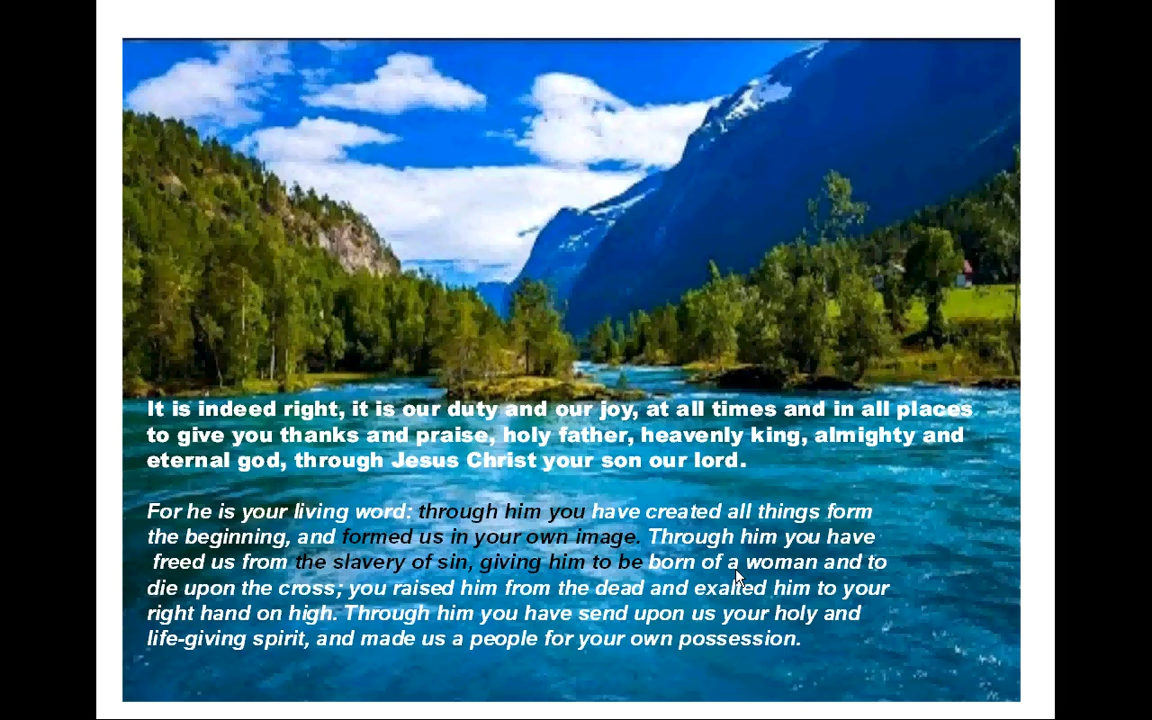 It is indeed right, it is our duty and our joy, at all times and in all places
to give you thanks and praise, holy father, heavenly king, almighty and
eternal god, through Jesus Christ your son our lord.
For he is your living word: through him you have created all things form
the beginning, and formed us in your own image. Through him you have
freed us from the slavery of sin, giving him to be born of a woman and to
die upon the cross; you raised him from the dead and exalted him to your
right hand on high. Through him you have send upon us your holy and
life-giving spirit, and made us a people for your own possession.